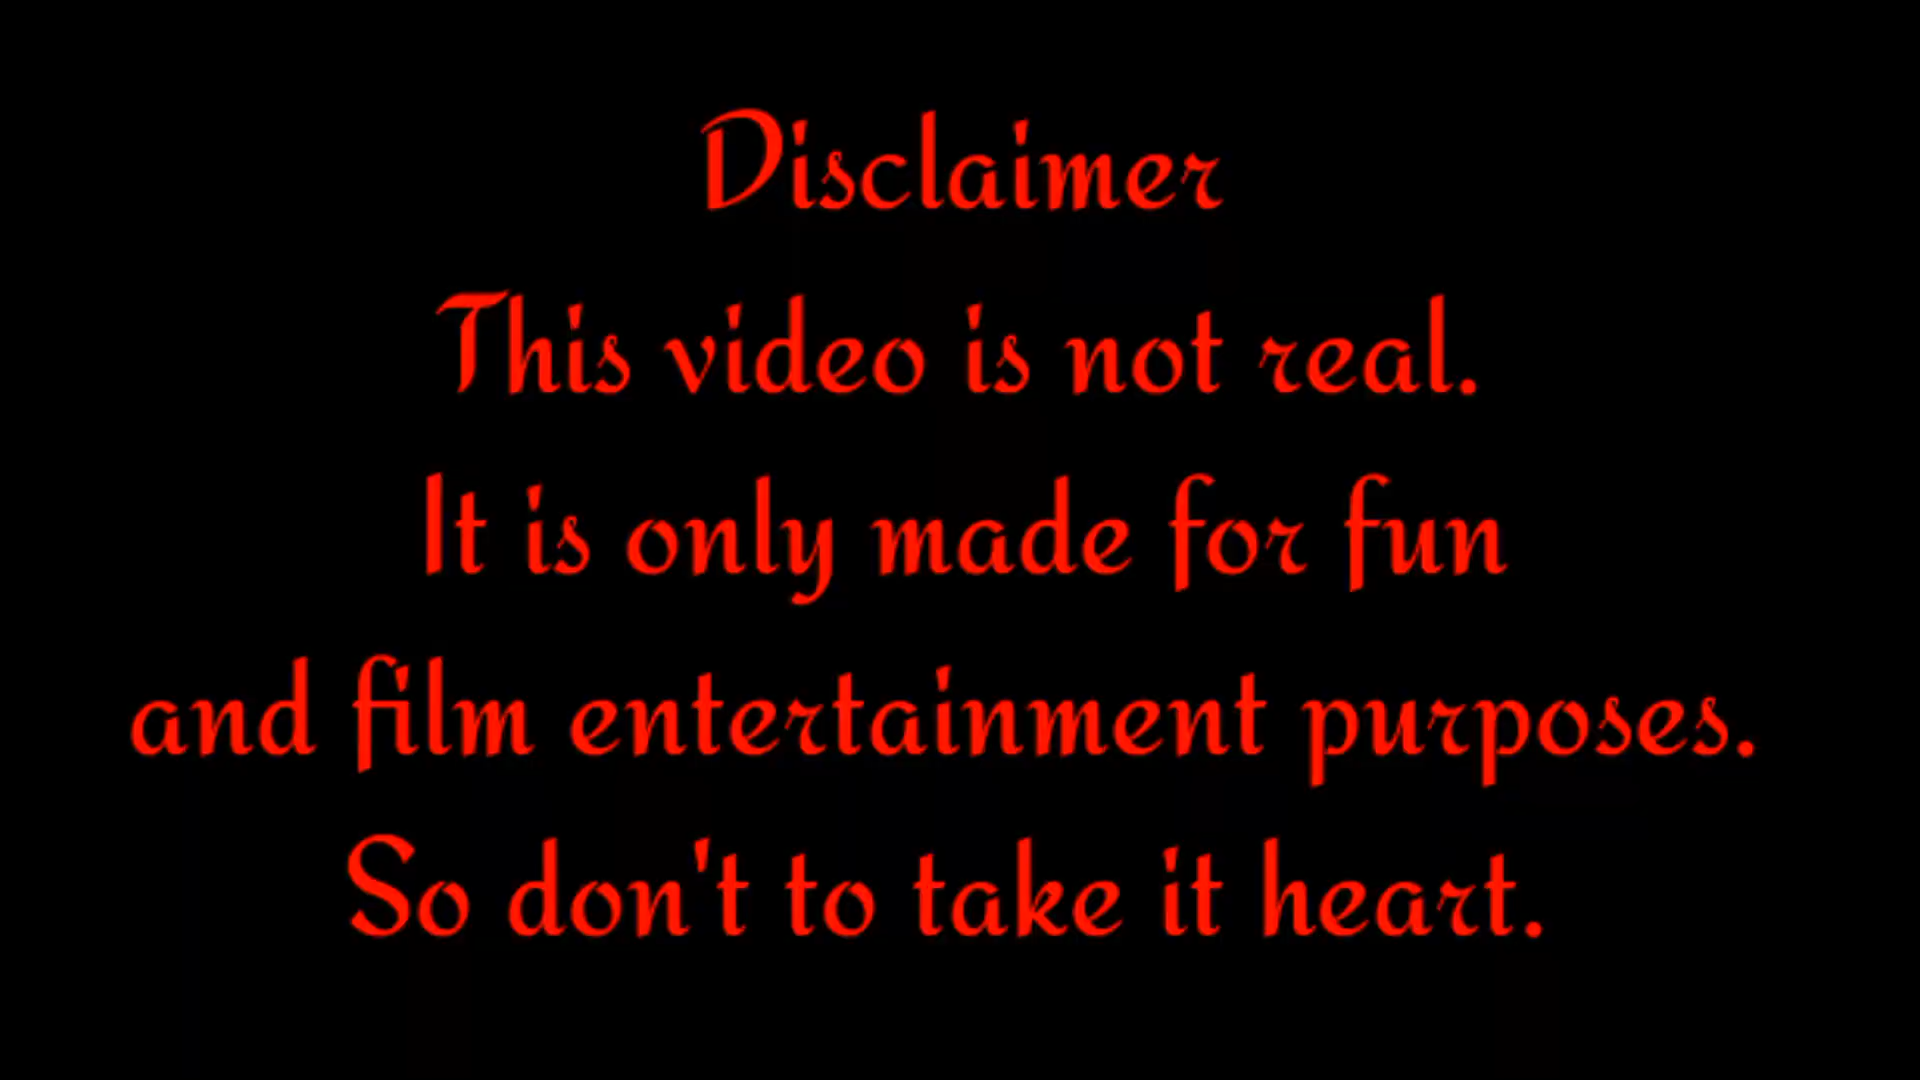 Disclaimer
This video is not real.
It is only made for fun
and film entertainment purposes.
So don't to take it heart.